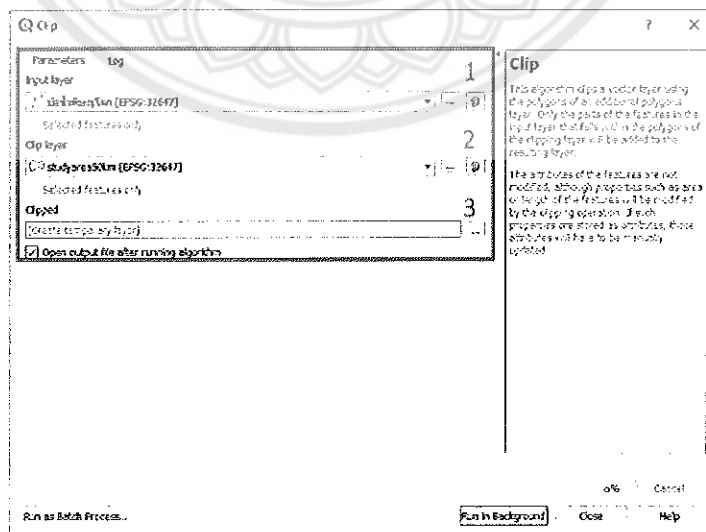 Clip
Parameters Log
1
Input layer
[EPSG:32647]
Selected features only
2
Clip layer
studyarea50km [EPSG:32647]
Selected features only
Clipped
3
[Create temporary layer]
Open output file after running algorithm
Clip
This algorithm clips a vector layer using
the polygons of an additional polygons
layer. Only the parts of the features in the
input layer that falls within the polygons of
the clipping layer will be added to the
resulting layer.
The attributes of the features are not
modified, although properties such as area
or length of the features will be modified
by the clipping operation. If such
properties are stored as attributes, those
attributes will have to be manually
updated.
0%
Cancel
Run as Batch Process...
Run in Background
Close
Help